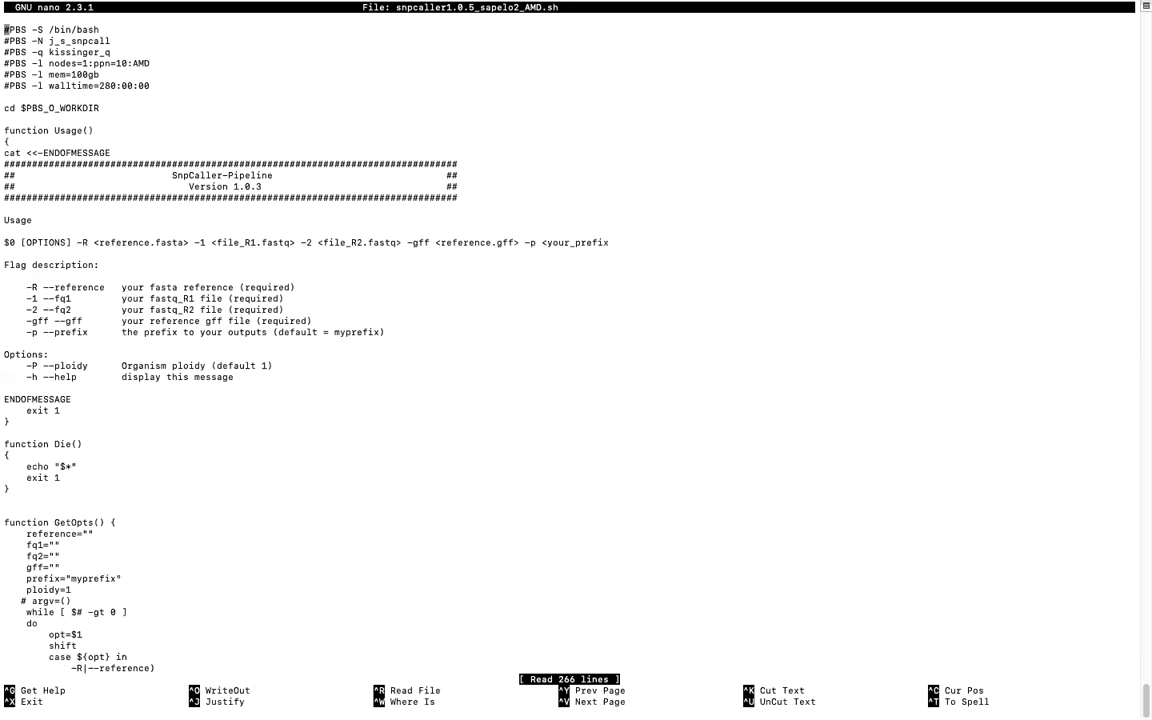 GNU nano 2.3.1 File: snpcaller1.0.5_sapelo2_AMD.sh
#PBS -S /bin/bash
#PBS -N j_s_snpcall
#PBS -q kissinger_q
#PBS -l nodes=1:ppn=10:AMD
#PBS -l mem=100gb
#PBS -l walltime=280:00:00
cd $PBS_O_WORKDIR
function Usage()
{
cat <<-ENDOFMESSAGE
#################################################################################
## SnpCaller-Pipeline ##
## Version 1.0.3 ##
#################################################################################
Usage
$0 [OPTIONS] -R <reference.fasta> -1 <file_R1.fastq> -2 <file_R2.fastq> -gff <reference.gff> -p <your_prefix
Flag description:
-R --reference your fasta reference (required)
-1 --fq1 your fastq_R1 file (required)
-2 --fq2 your fastq_R2 file (required)
-gff --gff your reference gff file (required)
-p --prefix the prefix to your outputs (default = myprefix)
Options:
-P --ploidy Organism ploidy (default 1)
-h --help display this message
ENDOFMESSAGE
exit 1
}
function Die()
{
echo "$*"
exit 1
}
function GetOpts() {
reference=""
fq1=""
fq2=""
gff=""
prefix="myprefix"
ploidy=1
# argv=()
while [ $# -gt 0 ]
do
opt=$1
shift
case ${opt} in
-R|--reference)
[ Read 266 lines ]
^G Get Help ^O WriteOut ^R Read File ^Y Prev Page ^K Cut Text ^C Cur Pos
^X Exit ^J Justify ^W Where Is ^V Next Page ^U UnCut Text ^T To Spell